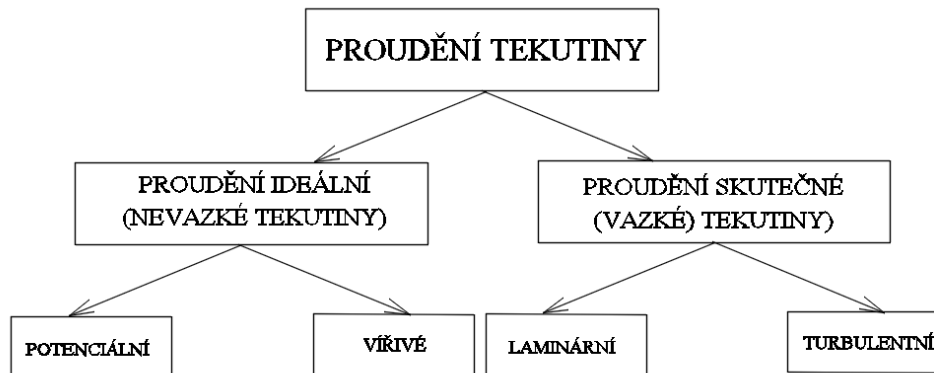 PROUDĚNÍ TEKUTINY
PROUDĚNÍ IDEÁLNÍ
(NEVAZKÉ TEKUTINY)
PROUDĚNÍ SKUTEČNÉ
(VAZKÉ) TEKUTINY)
POTENCIÁLNÍ
VÍŘIVÉ
LAMINÁRNÍ
TURBULENTNÍ